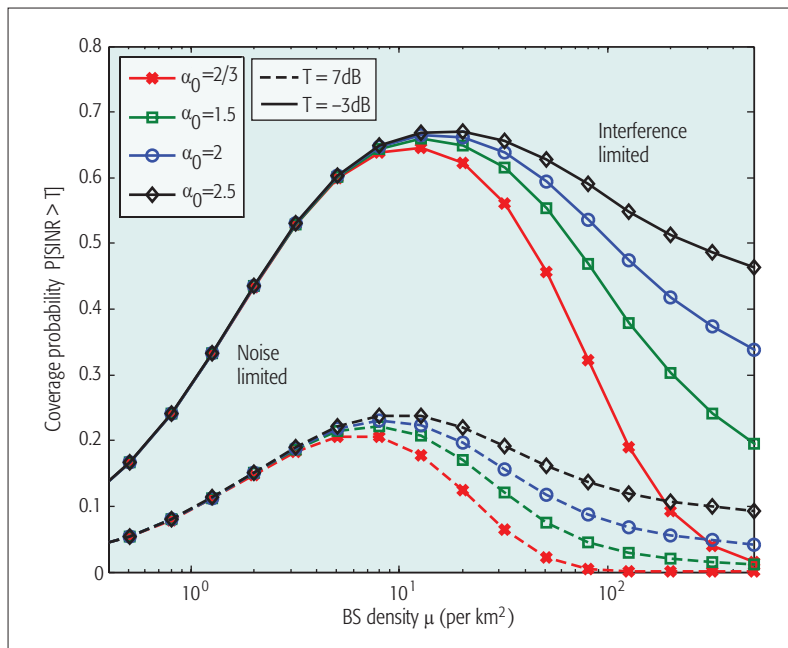 Coverage probability P[SINR > T]
0.8
0.7
0.6
0.5
0.4
0.3
0.2
0.1
0
α0=2/3
α0=1.5
α0=2
α0=2.5
T = 7dB
T = –3dB
Interference
limited
Noise
limited
10^0
10^1
10^2
BS density μ (per km²)